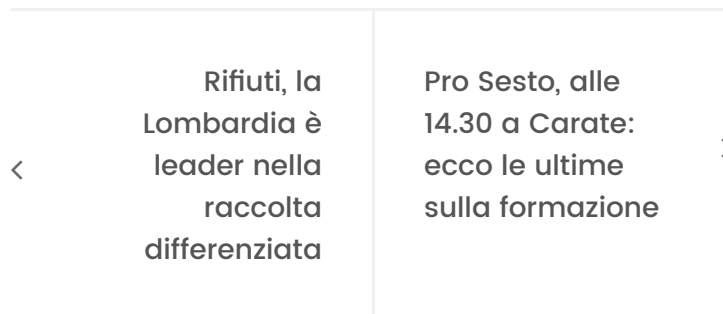 Rifiuti, la
Lombardia è
leader nella
raccolta
differenziata
Pro Sesto, alle
14.30 a Carate:
ecco le ultime
sulla formazione